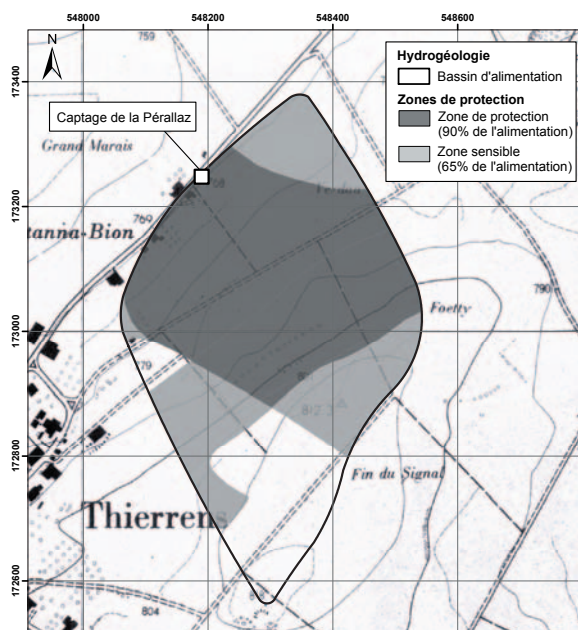 548000 548200 548400 548600
N
759
173400
Hydrogéologie
Bassin d'alimentation
Zones de protection
Zone de protection
(90% de l'alimentation)
Zone sensible
(65% de l'alimentation)
Captage de la Pérallaz
Grand Marais
173200
769
tanna-Bion
790
Foetty
173000
812.3
172800
Fin du Signal
Thierrens
172600
804